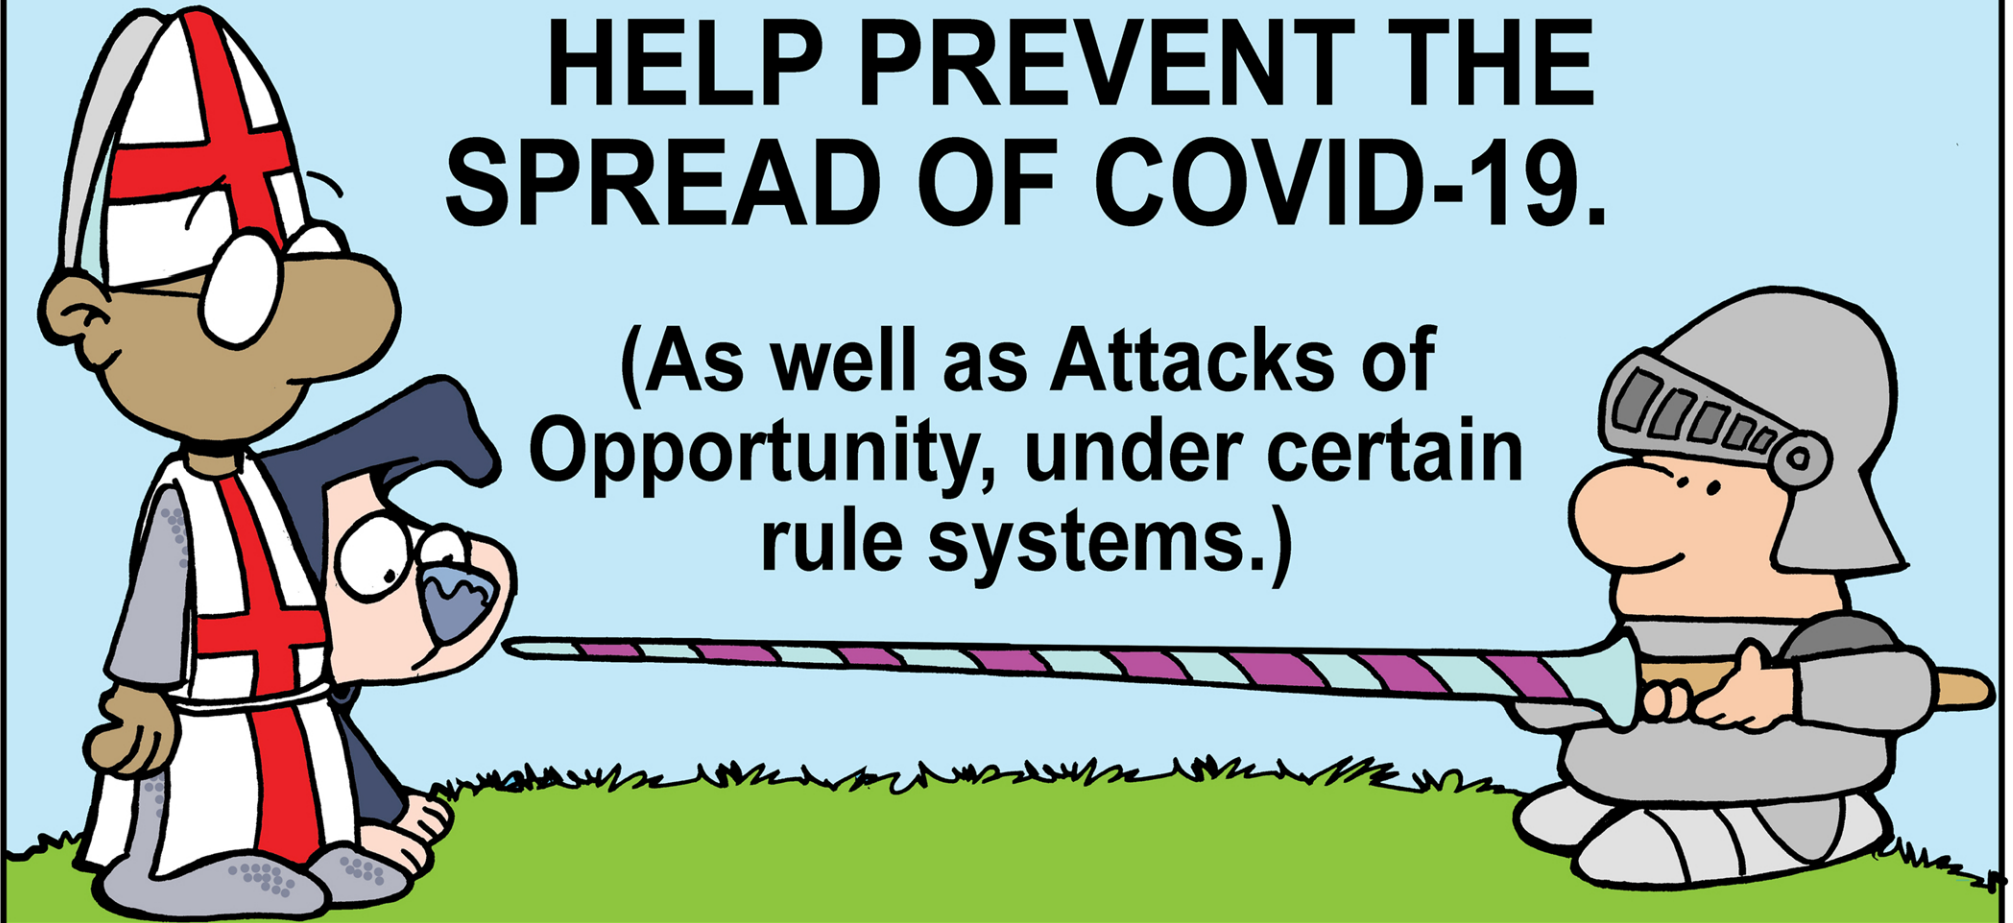 HELP PREVENT THE
SPREAD OF COVID-19.
(As well as Attacks of
Opportunity, under certain
rule systems.)